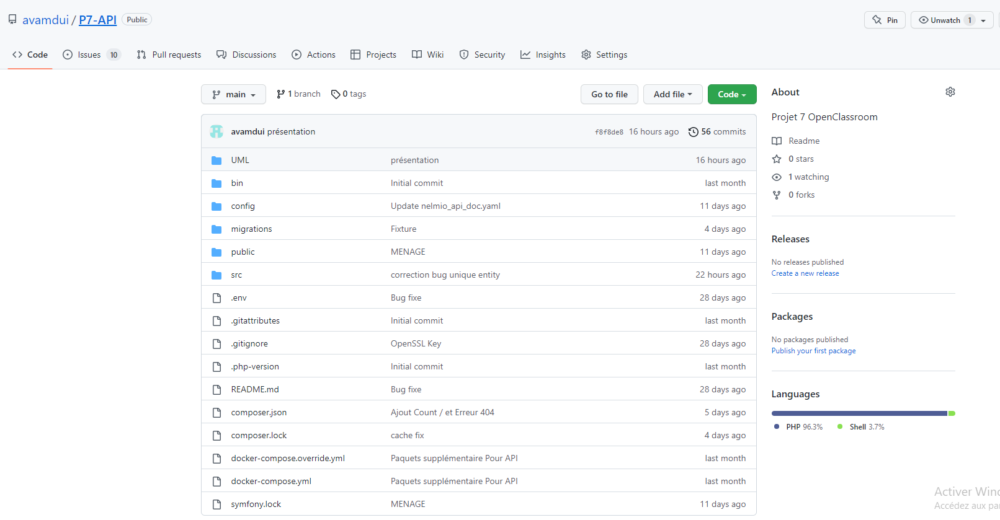 avamdui / P7-API Public
Pin Unwatch 1
Code Issues 10 Pull requests Discussions Actions Projects Wiki Security Insights Settings
main 1 branch 0 tags Go to file Add file Code
avamdui présentation f8f8de8 16 hours ago 56 commits
UML présentation 16 hours ago
bin Initial commit last month
config Update nelmio_api_doc.yaml 11 days ago
migrations Fixture 4 days ago
public MENAGE 11 days ago
src correction bug unique entity 22 hours ago
.env Bug fixe 28 days ago
.gitattributes Initial commit last month
.gitignore OpenSSL Key 28 days ago
.php-version Initial commit last month
README.md Bug fixe 28 days ago
composer.json Ajout Count / et Erreur 404 5 days ago
composer.lock cache fix 4 days ago
docker-compose.override.yml Paquets supplémentaire Pour API last month
docker-compose.yml Paquets supplémentaire Pour API last month
symfony.lock MENAGE 11 days ago
About
Projet 7 OpenClassroom
Readme
0 stars
1 watching
0 forks
Releases
No releases published
Create a new release
Packages
No packages published
Publish your first package
Languages
PHP 96.3% Shell 3.7%
Activer Wind
Accédez aux par